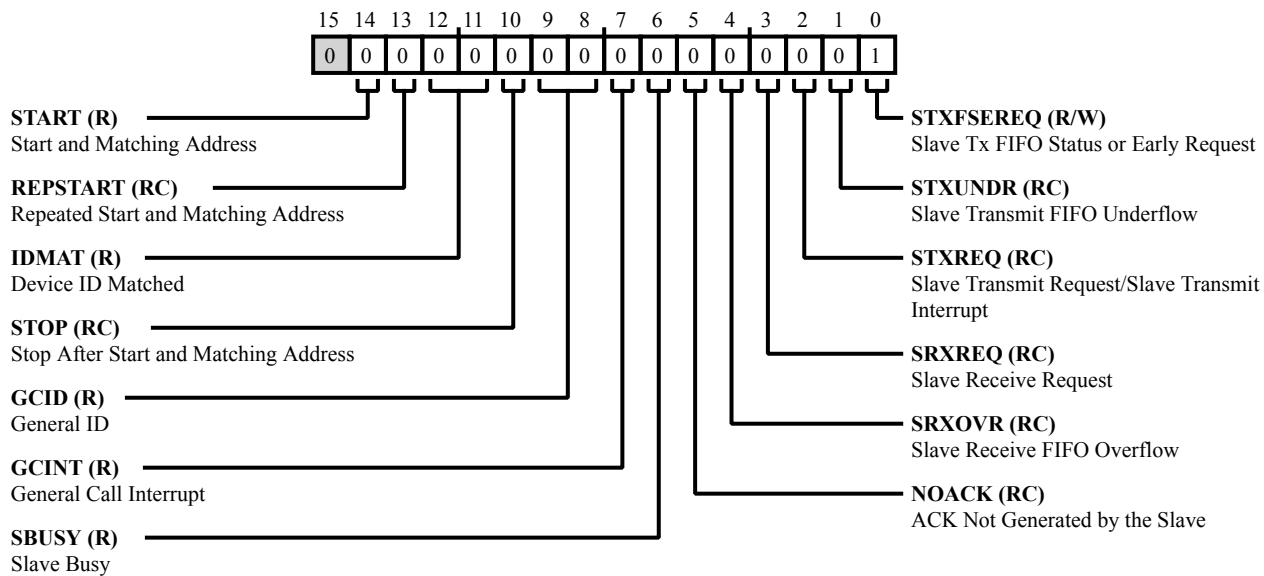 15 14 13 12 11 10 9 8 7 6 5 4 3 2 1 0
0 0 0 0 0 0 0 0 0 0 0 0 0 0 0 1
START (R)
Start and Matching Address
REPSTART (RC)
Repeated Start and Matching Address
IDMAT (R)
Device ID Matched
STOP (RC)
Stop After Start and Matching Address
GCID (R)
General ID
GCINT (R)
General Call Interrupt
SBUSY (R)
Slave Busy
STXFSEREQ (R/W)
Slave Tx FIFO Status or Early Request
STXUNDR (RC)
Slave Transmit FIFO Underflow
STXREQ (RC)
Slave Transmit Request/Slave Transmit
Interrupt
SRXREQ (RC)
Slave Receive Request
SRXOVR (RC)
Slave Receive FIFO Overflow
NOACK (RC)
ACK Not Generated by the Slave